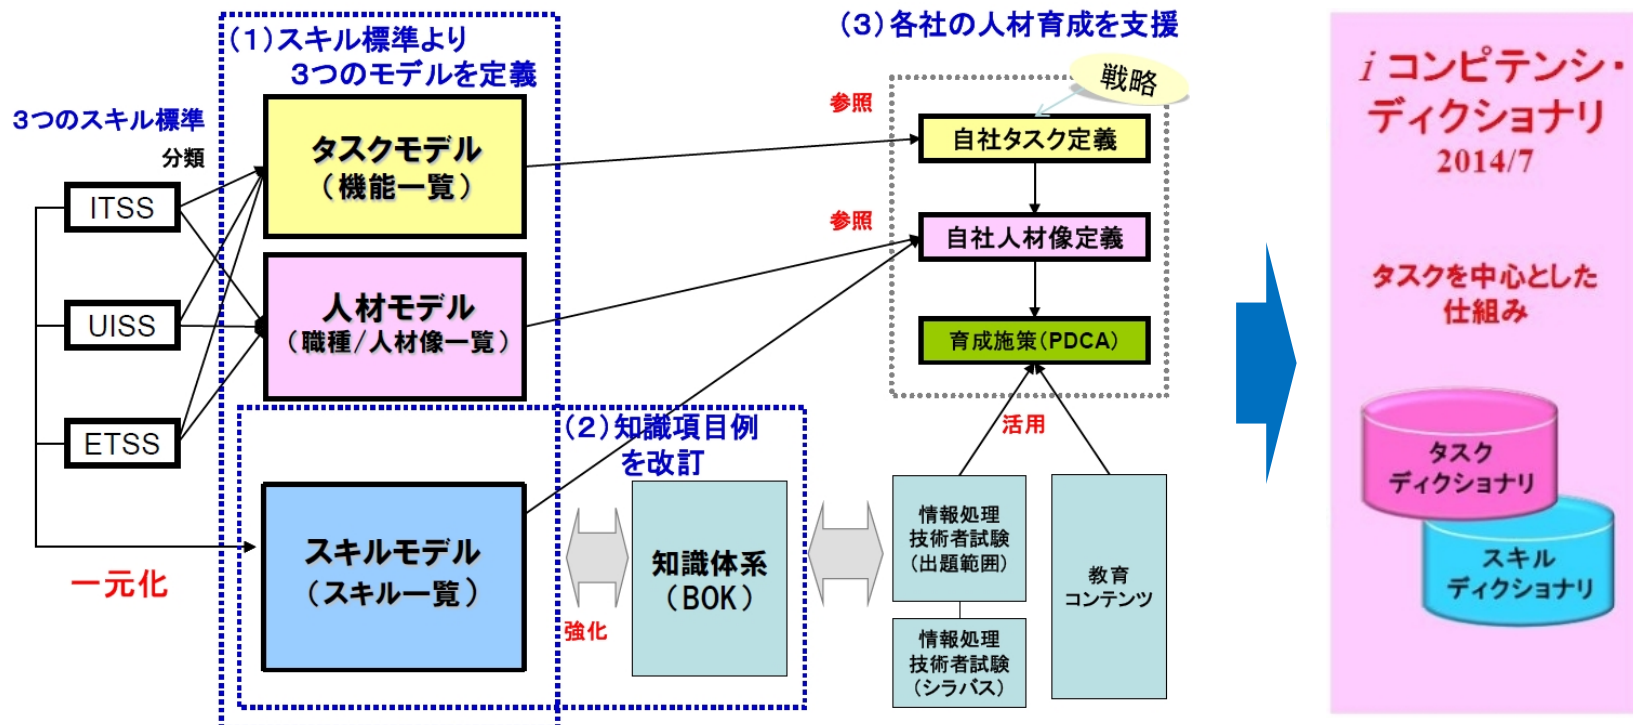 (1)スキル標準より
3つのモデルを定義
3つのスキル標準
分類
ITSS
UISS
ETSS
一元化
タスクモデル
(機能一覧)
人材モデル
(職種/人材像一覧)
スキルモデル
(スキル一覧)
(2)知識項目例
を改訂
強化
知識体系
(BOK)
(3)各社の人材育成を支援
戦略
参照
自社タスク定義
参照
自社人材像定義
育成施策(PDCA)
活用
情報処理
技術者試験
(出題範囲)
情報処理
技術者試験
(シラバス)
教育
コンテンツ
i コンピテンシ・
ディクショナリ
2014/7
タスクを中心とした
仕組み
タスク
ディクショナリ
スキル
ディクショナリ